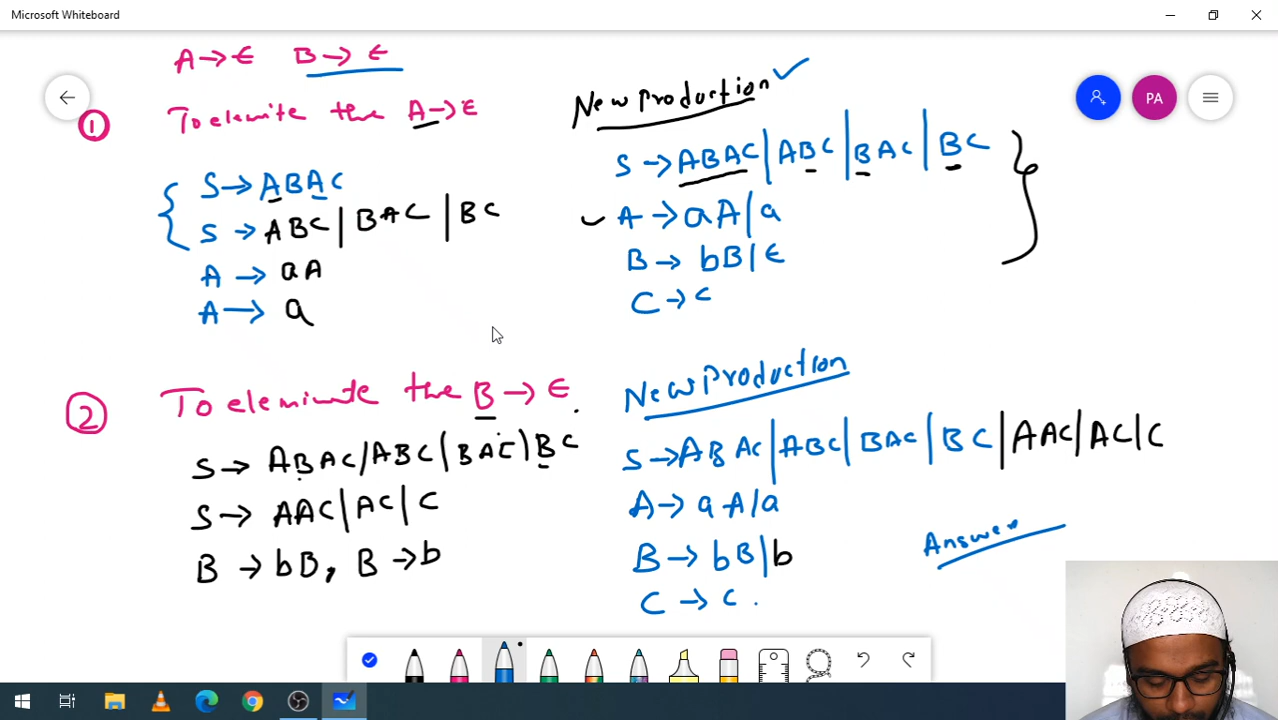 Microsoft Whiteboard
A → ϵ B → ϵ
① To elemite the A → ϵ
S → ABAC
S → ABC | BAC | BC
A → aA
A → a
New production ✓
S → ABAC | ABC | BAC | BC
A → aA | a
B → bB | ϵ
C → c
PA
② To eleminate the B → ϵ.
S → ABAC | ABC | BAC | BC
S → AAC | AC | C
B → bB, B → b
New Production
S → ABAC | ABC | BAC | BC | AAC | AC | C
A → aA | a
B → bB | b
C → c.
Answer